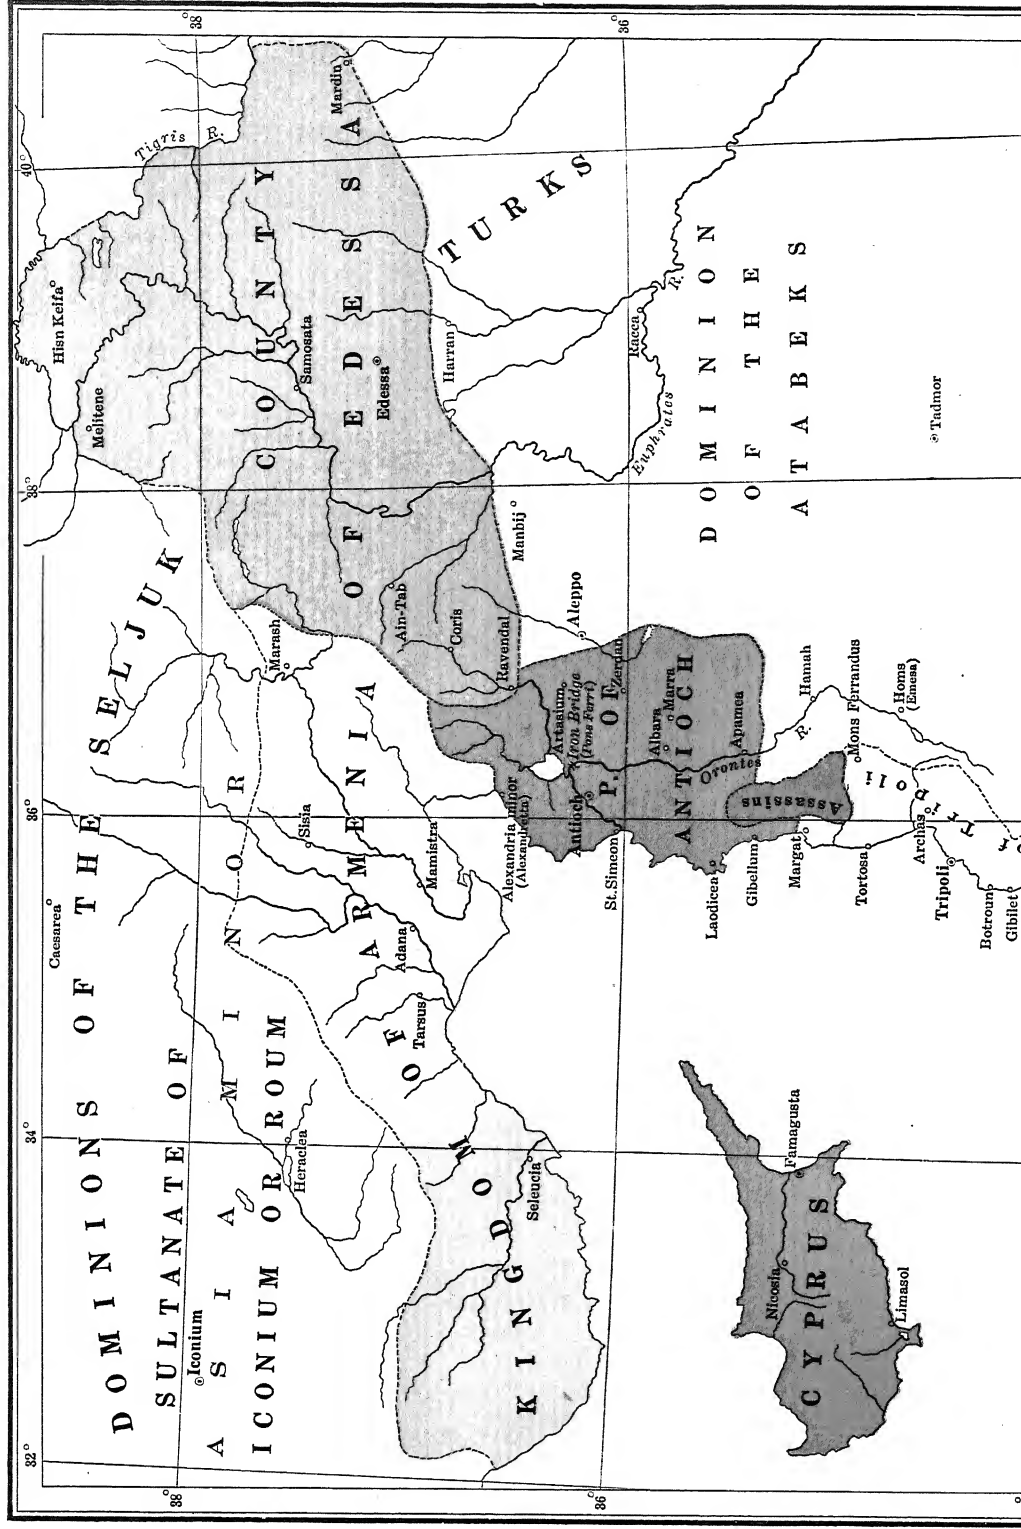 DOMINIONS OF THE SELJUK
TURKS
SULTANATE OF
ICONIUM OR ROUM
ASIA MINOR
KINGDOM OF ARMENIA
COUNTY
OF EDESSA
DOMINION
OF THE
ATABEKS
P. OF
ANTIOCH
Assassins
Tripoli
CYPRUS
Caesarea
Iconium
Heraclea
Sisia
Marash
Adana
Tarsus
Mamistra
Seleucia
Melitene
Hisn Keifa
Samosata
Edessa
Harran
Mardin
Tigris R.
Ain-Tab
Coris
Ravendal
Manbij
Aleppo
Euphrates R.
Racca
Tadmor
Alexandria minor
(Alexandretta)
Artasium
Iron Bridge
(Pons Ferri)
Zerdan
Antioch
St. Simeon
Albara
Marra
Apamea
Orontes R.
Laodicea
Gibellum
Margat
Tortosa
Hamah
Mons Ferrandus
Homs
(Emesa)
Archas
Tripoli
Botroun
Gibilet
Nicosia
Famagusta
Limasol
32°
34°
36°
38°
40°
38°
36°
38°
36°